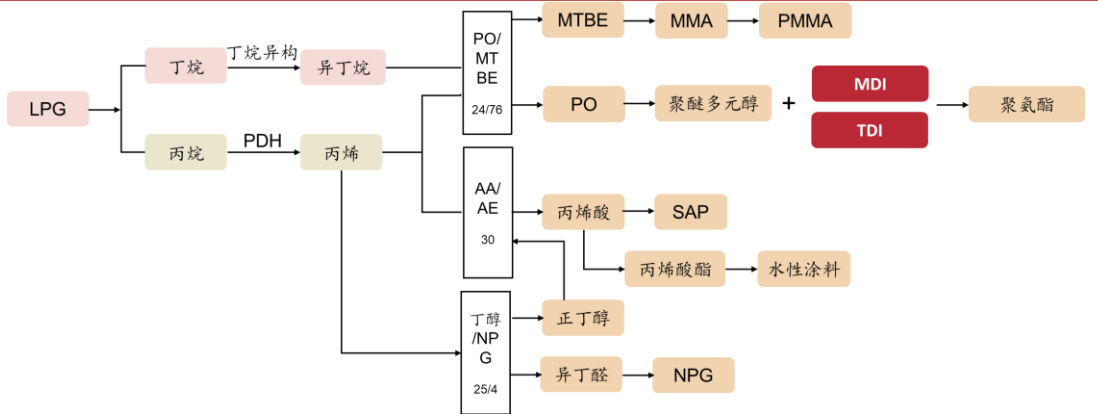 MTBE
MMA
PMMA
PO/
MT
BE
24/76
丁烷
丁烷异构
异丁烷
LPG
PO
聚醚多元醇
+
MDI
TDI
聚氨酯
丙烷
PDH
丙烯
AA/
AE
30
丙烯酸
SAP
丙烯酸酯
水性涂料
丁醇
/NP
G
25/4
正丁醇
异丁醛
NPG